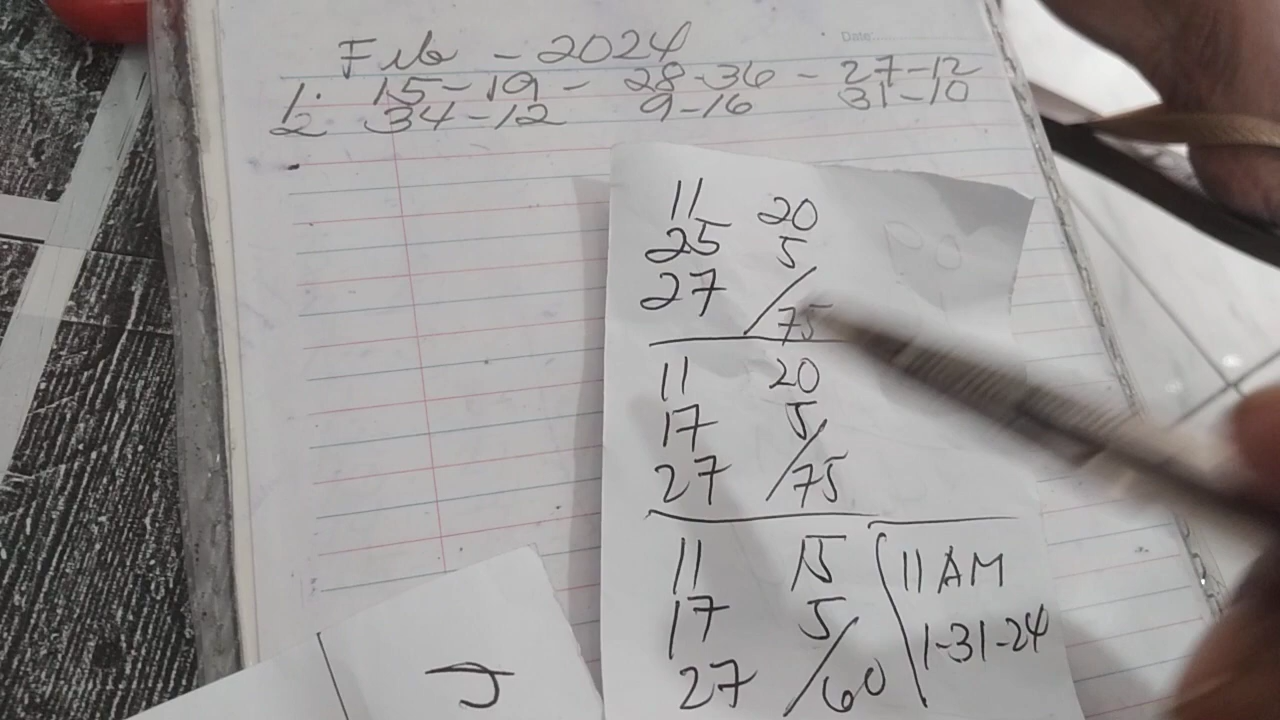 Feb - 2024
Date:
1. 15-19 - 28-36 - 27-12
2 34-12 9-16 31-10
11 20
25 5
27 /75
11 20
17 5
27 /75
11 15
17 5
27 /60
11 AM
1-31-24